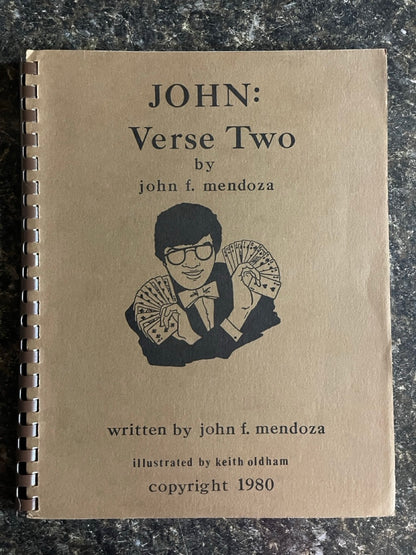 JOHN:
Verse Two
by
john f. mendoza
written by john f. mendoza
illustrated by keith oldham
copyright 1980